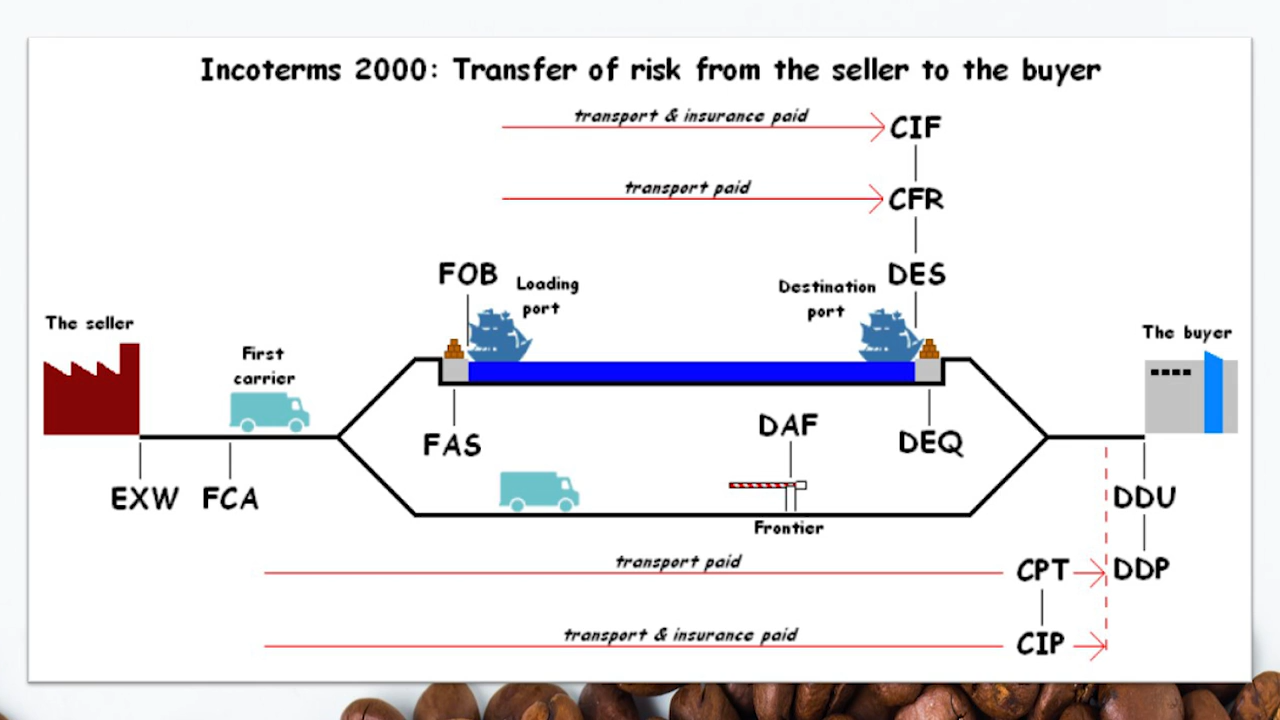 Incoterms 2000: Transfer of risk from the seller to the buyer
transport & insurance paid
CIF
transport paid
CFR
FOB
Loading
port
Destination
port
DES
The seller
First
carrier
The buyer
FAS
DAF
DEQ
EXW
FCA
Frontier
DDU
transport paid
CPT
DDP
transport & insurance paid
CIP